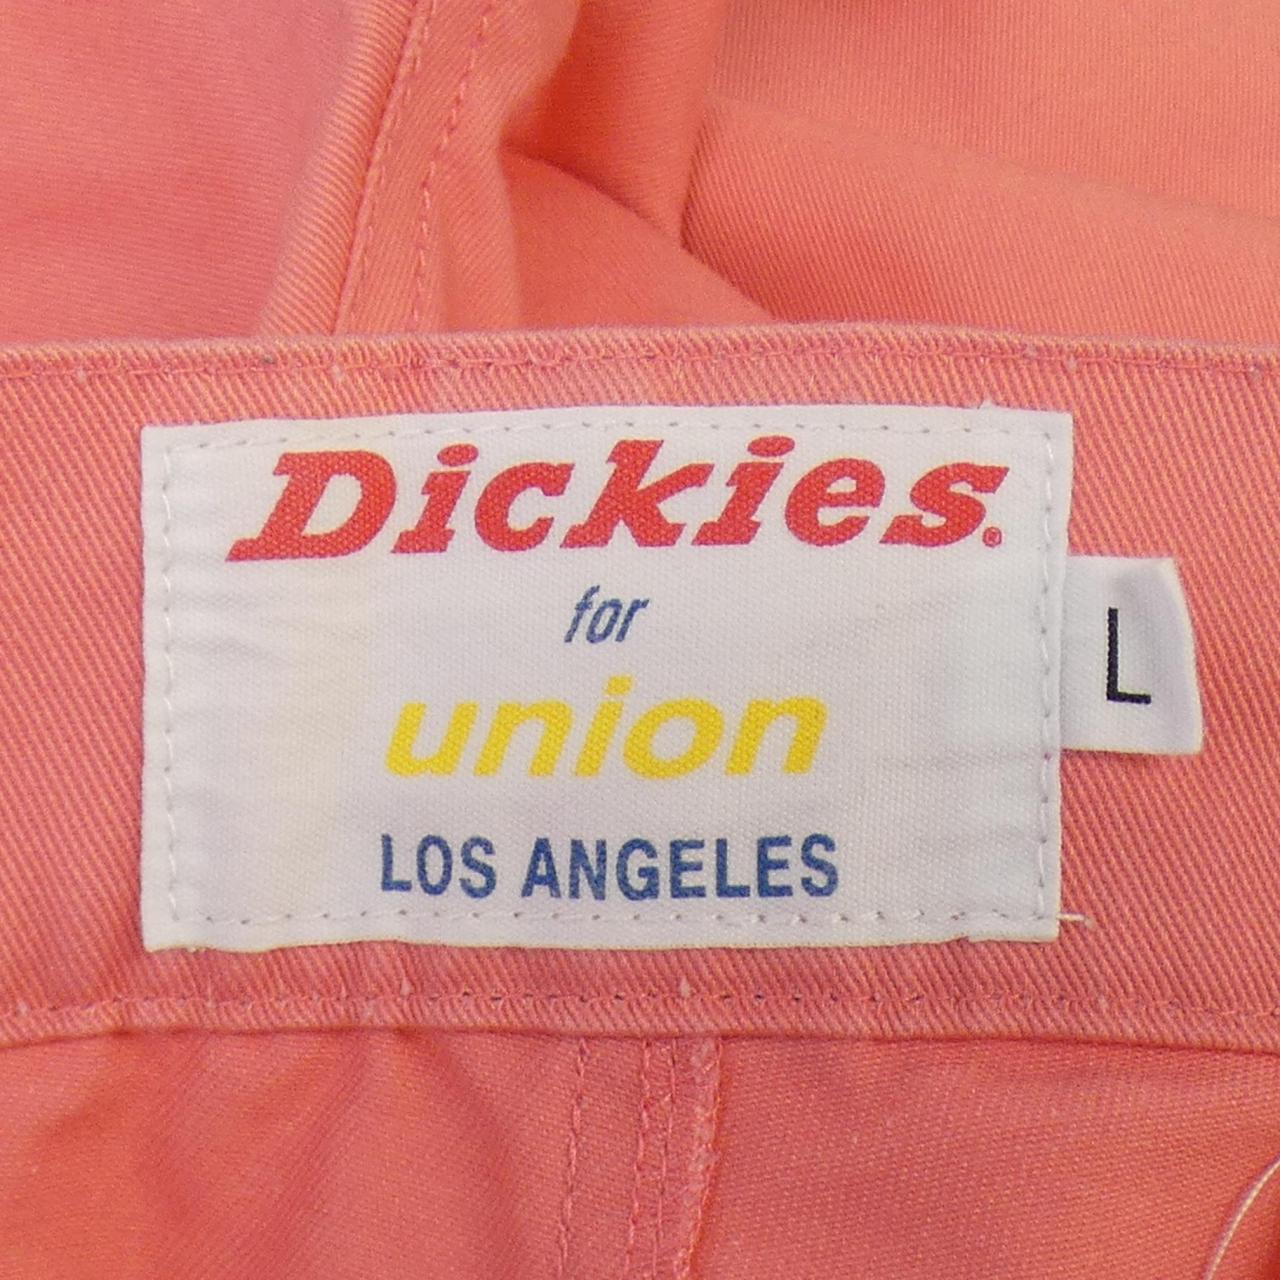 Dickies.
for
union
LOS ANGELES
L